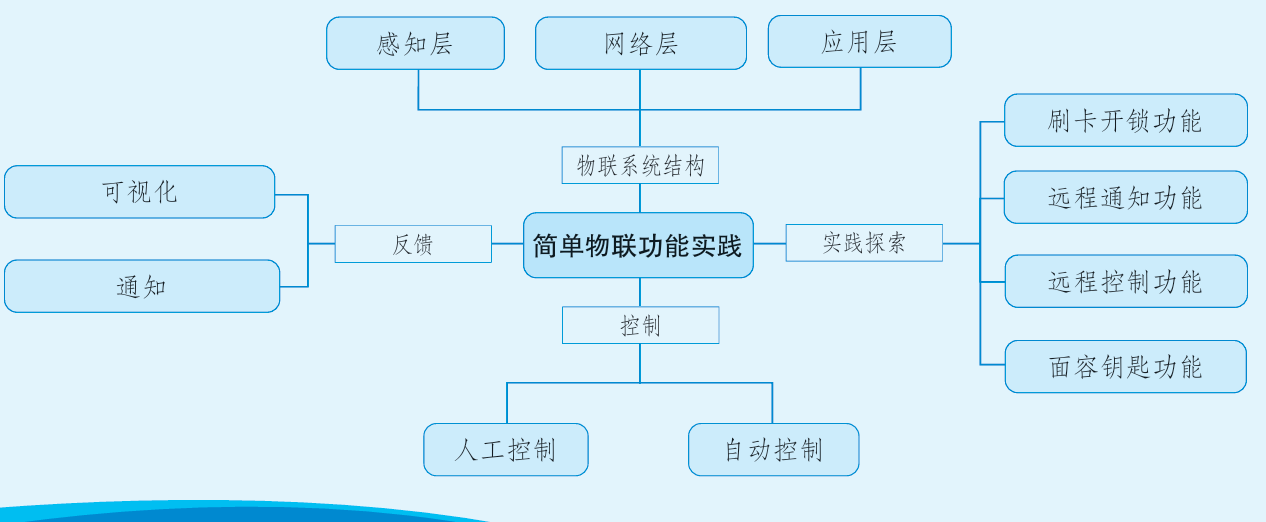 感知层
网络层
应用层
物联系统结构
刷卡开锁功能
可视化
远程通知功能
反馈
简单物联功能实践
实践探索
通知
远程控制功能
控制
面容钥匙功能
人工控制
自动控制